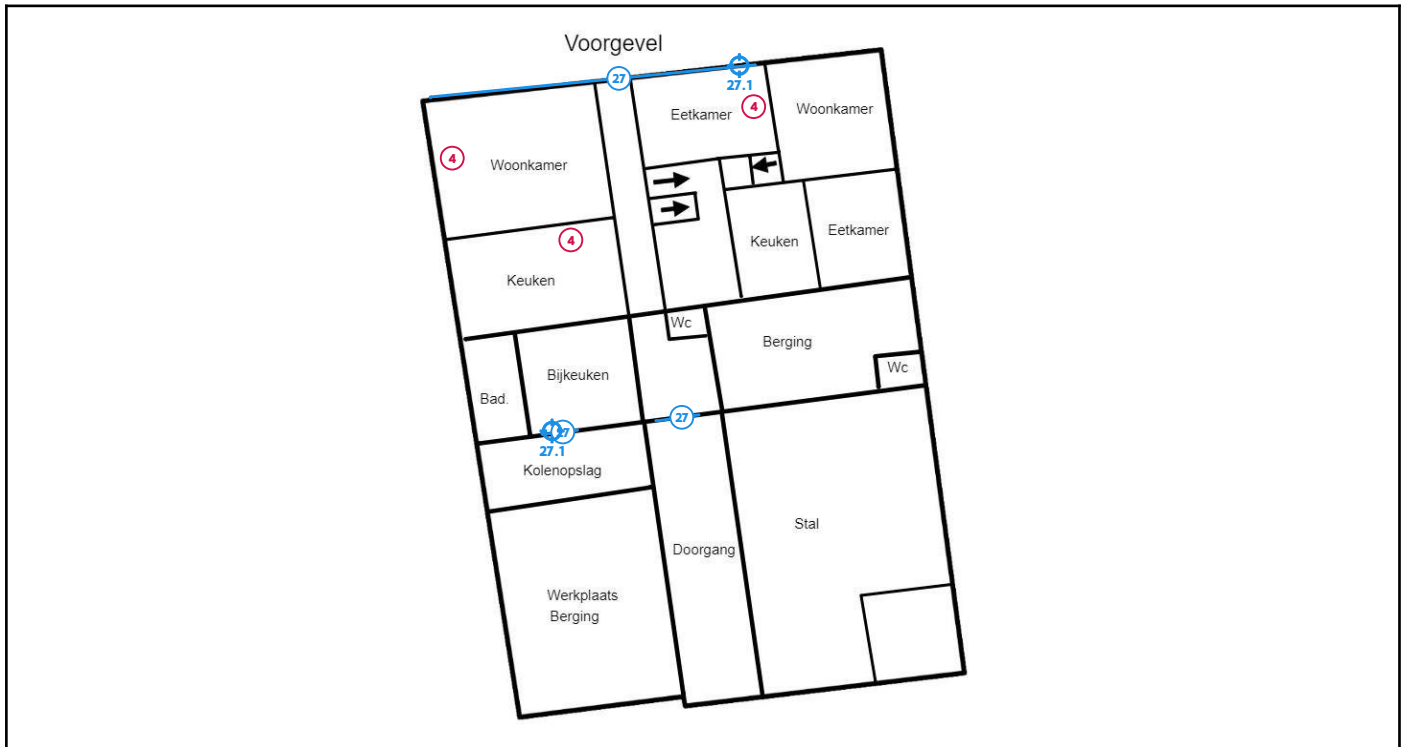 Voorgevel
27
27.1
4
Eetkamer
Woonkamer
4
Woonkamer
4
Keuken
Keuken
Eetkamer
Wc
Berging
Wc
Bijkeuken
Bad.
27
27
27.1
Kolenopslag
Stal
Doorgang
Werkplaats
Berging